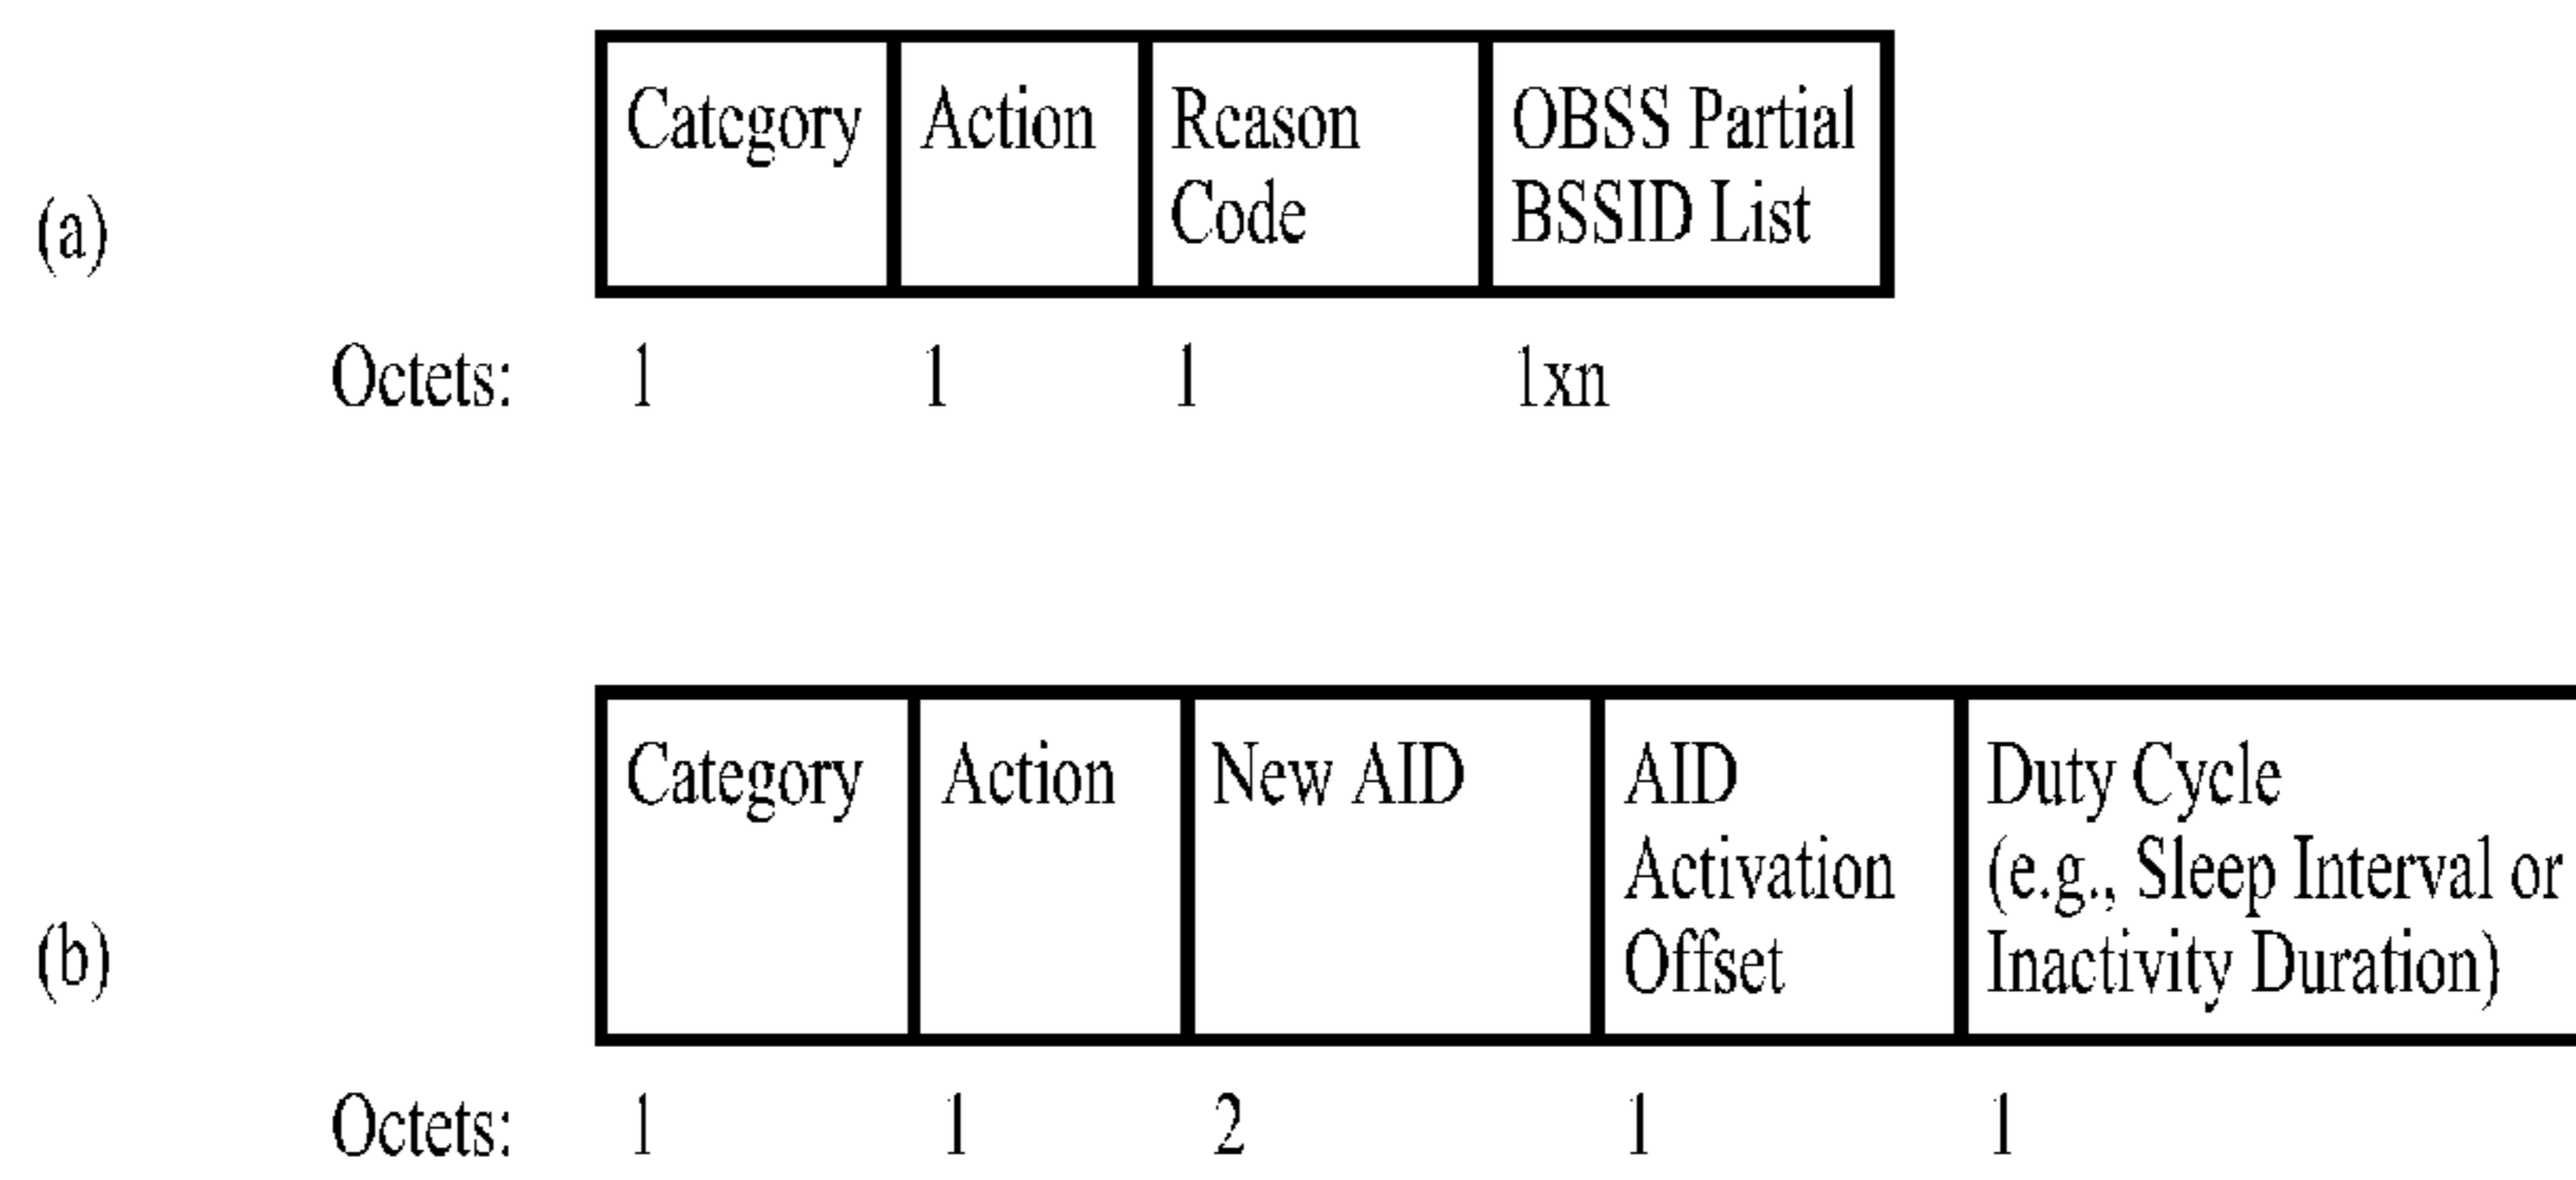 Category Action Reason OBSS Partial
Code BSSID List
(a)
Octets: 1 1 1 1xn
Category Action New AID AID Duty Cycle
Activation (e.g., Sleep Interval or
Offset Inactivity Duration)
(b)
Octets: 1 1 2 1 1